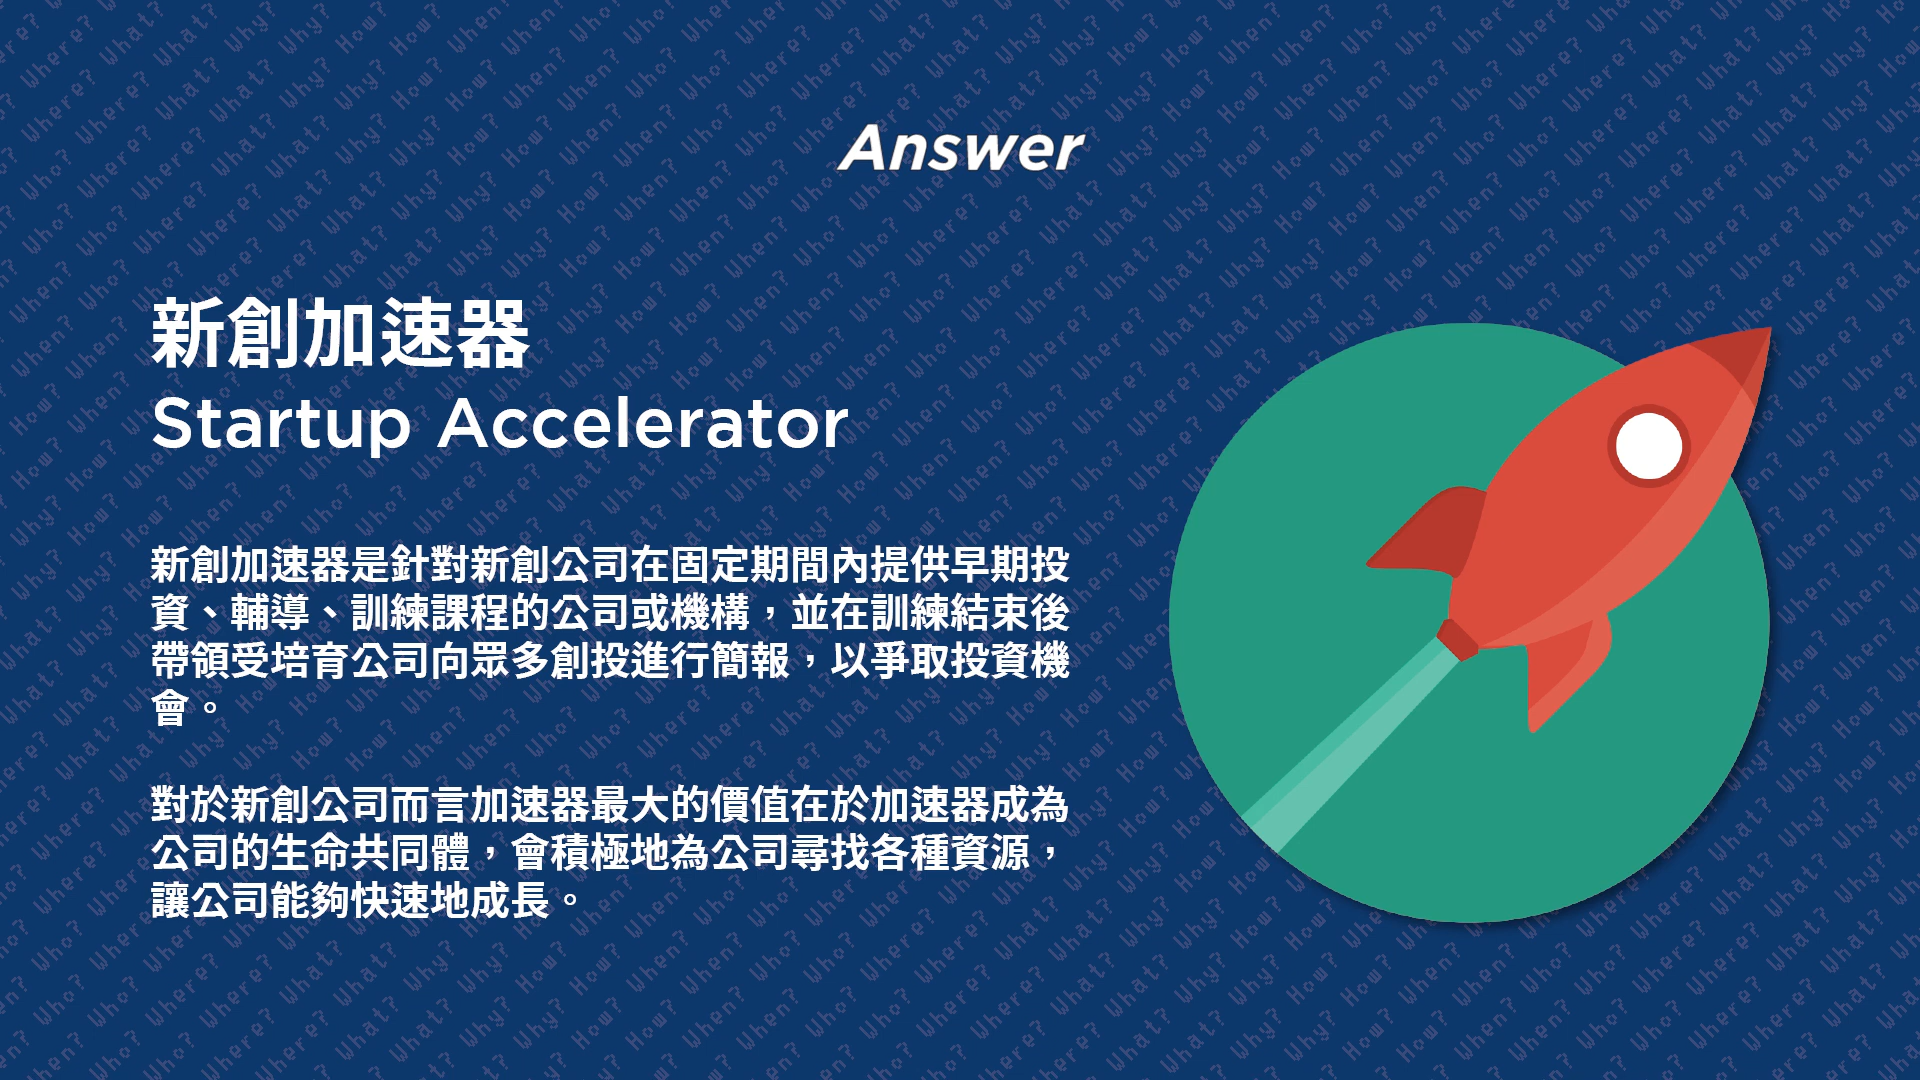 Answer
新創加速器
Startup Accelerator
新創加速器是針對新創公司在固定期間內提供早期投
資、輔導、訓練課程的公司或機構，並在訓練結束後
帶領受培育公司向眾多創投進行簡報，以爭取投資機
會。
對於新創公司而言加速器最大的價值在於加速器成為
公司的生命共同體，會積極地為公司尋找各種資源，
讓公司能夠快速地成長。
Who? Where? What? Why? How? When?